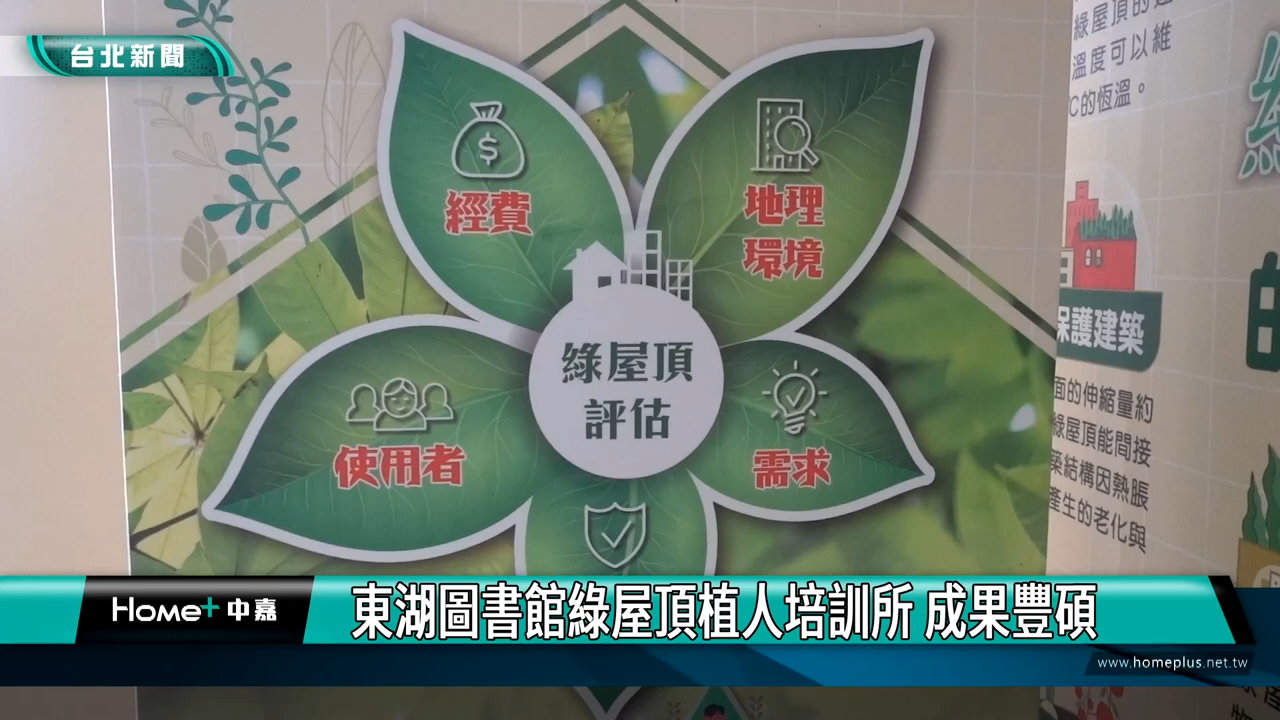 台北新聞
綠屋頂的
溫度可以維
℃的恆溫。
$
經費
地理
環境
綠屋頂
評估
使用者
需求
保護建築
面的伸縮量約
綠屋頂能間接
築結構因熱脹
產生的老化與
Home+ 中嘉
東湖圖書館綠屋頂植人培訓所 成果豐碩
www.homeplus.net.tw